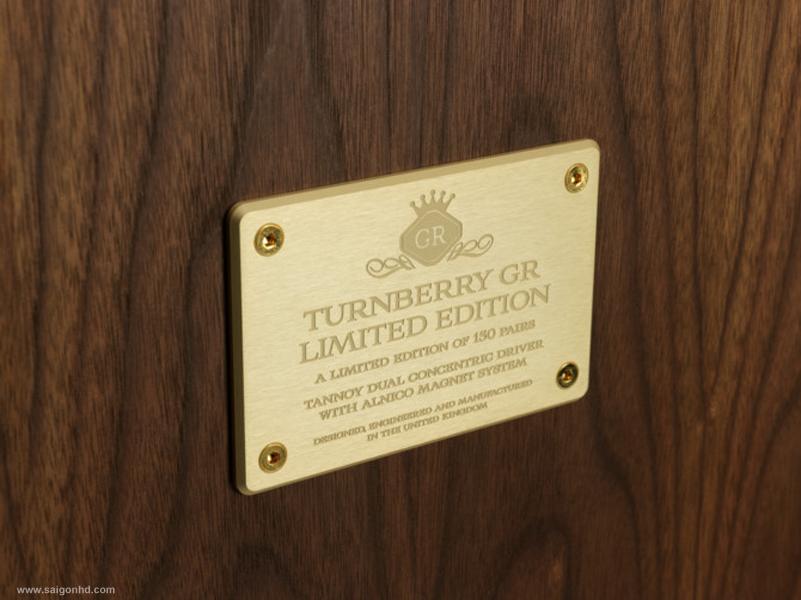 GR
TURNBERRY GR
LIMITED EDITION
A LIMITED EDITION OF 150 PAIRS
TANNOY DUAL CONCENTRIC DRIVER
WITH ALNICO MAGNET SYSTEM
DESIGNED, ENGINEERED AND MANUFACTURED
IN THE UNITED KINGDOM
www.saigonhd.com